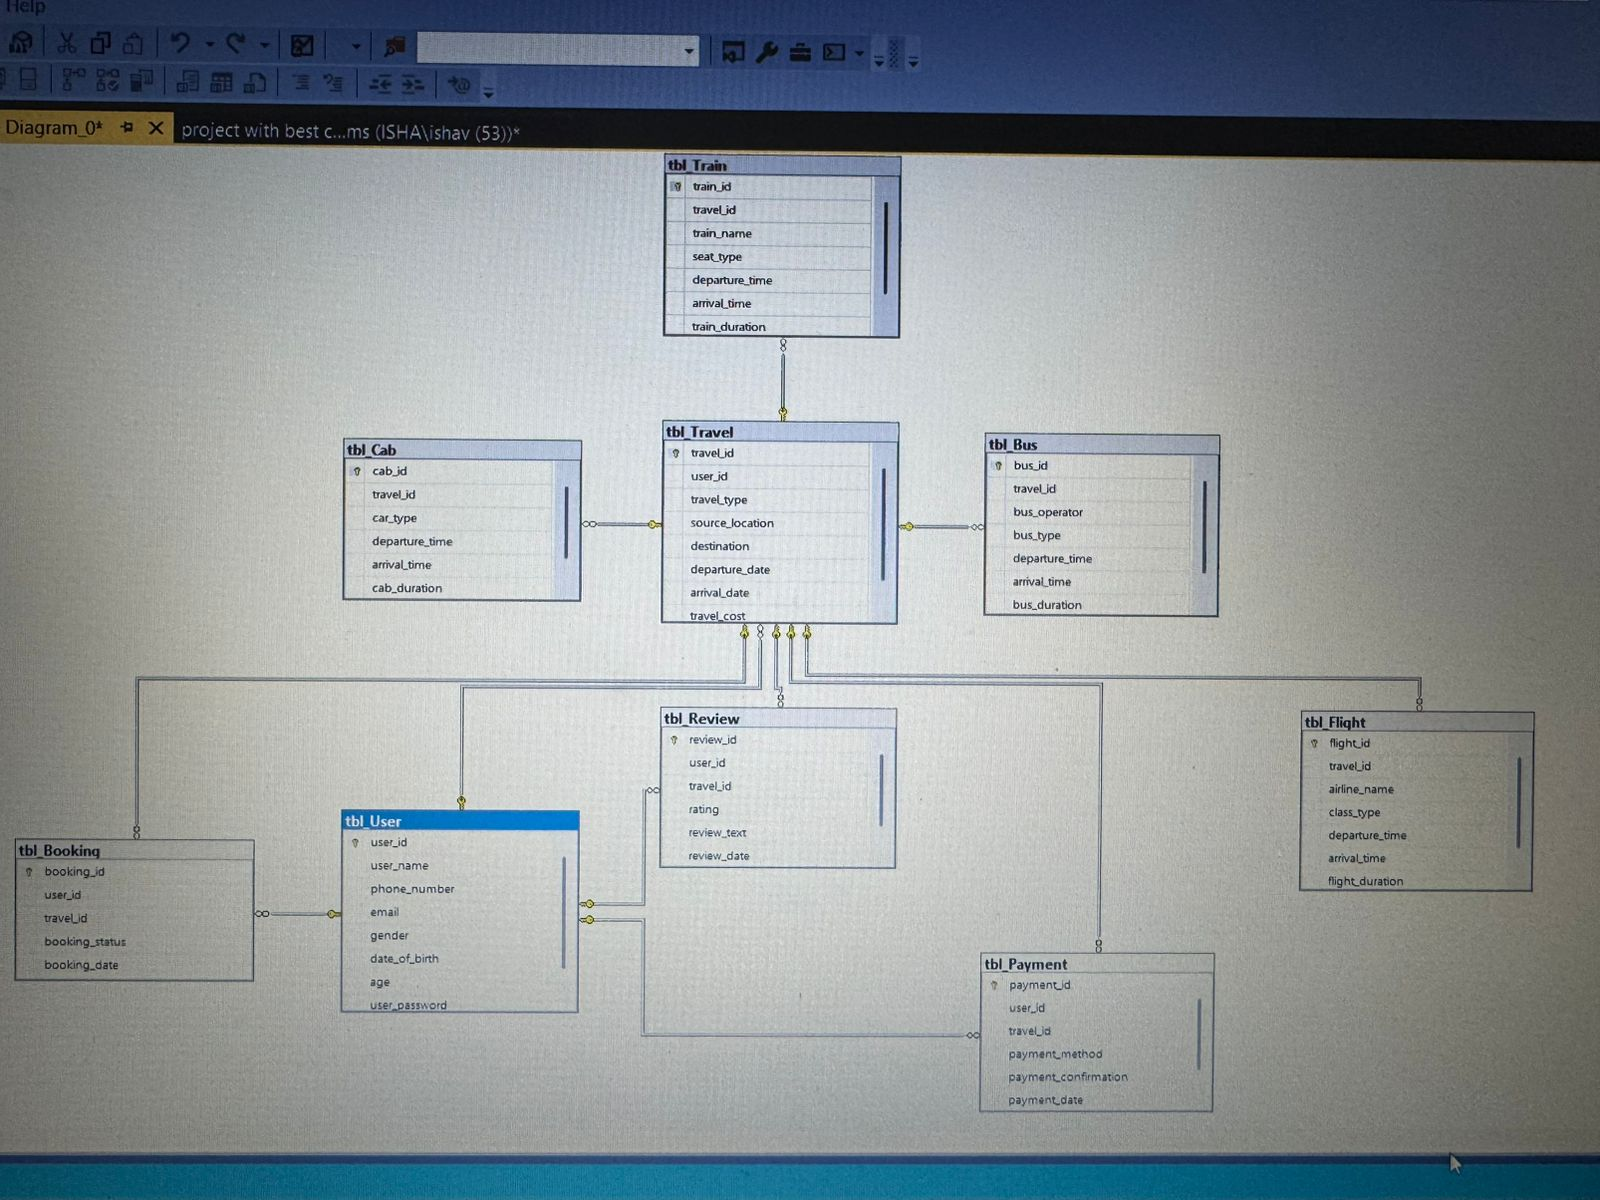 Help
Diagram_0*
project with best c...ms (ISHA\ishav (53))*
tbl_Train
train_id
travel_id
train_name
seat_type
departure_time
arrival_time
train_duration
tbl_Cab
cab_id
travel_id
car_type
departure_time
arrival_time
cab_duration
tbl_Travel
travel_id
user_id
travel_type
source_location
destination
departure_date
arrival_date
travel_cost
tbl_Bus
bus_id
travel_id
bus_operator
bus_type
departure_time
arrival_time
bus_duration
tbl_Review
review_id
user_id
travel_id
rating
review_text
review_date
tbl_Flight
flight_id
travel_id
airline_name
class_type
departure_time
arrival_time
flight_duration
tbl_Booking
booking_id
user_id
travel_id
booking_status
booking_date
tbl_User
user_id
user_name
phone_number
email
gender
date_of_birth
age
user_password
tbl_Payment
payment_id
user_id
travel_id
payment_method
payment_confirmation
payment_date